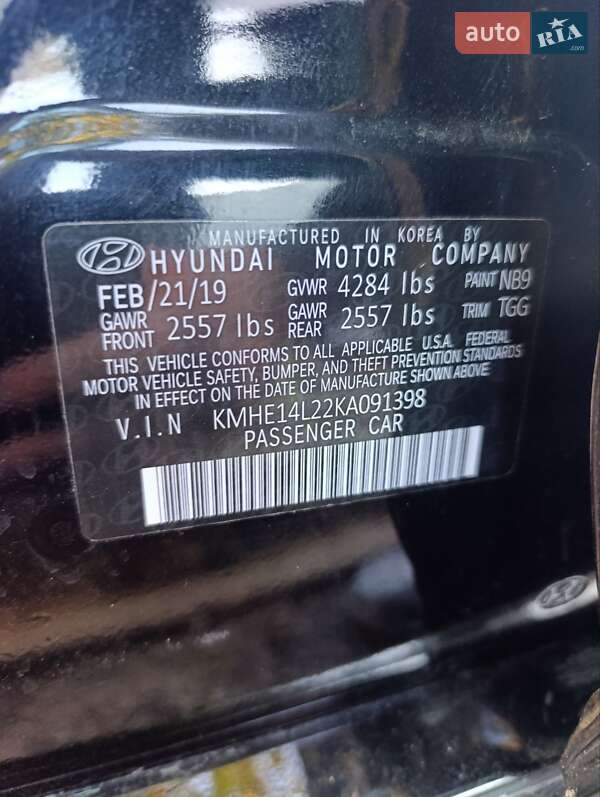 auto RIA.com
MANUFACTURED IN KOREA BY
HYUNDAI MOTOR COMPANY
FEB/21/19 GVWR 4284 lbs PAINT NB9
GAWR FRONT 2557 lbs GAWR REAR 2557 lbs TRIM TGG
THIS VEHICLE CONFORMS TO ALL APPLICABLE U.S.A. FEDERAL
MOTOR VEHICLE SAFETY, BUMPER, AND THEFT PREVENTION STANDARDS
IN EFFECT ON THE DATE OF MANUFACTURE SHOWN ABOVE.
V.I.N KMHE14L22KA091398
PASSENGER CAR